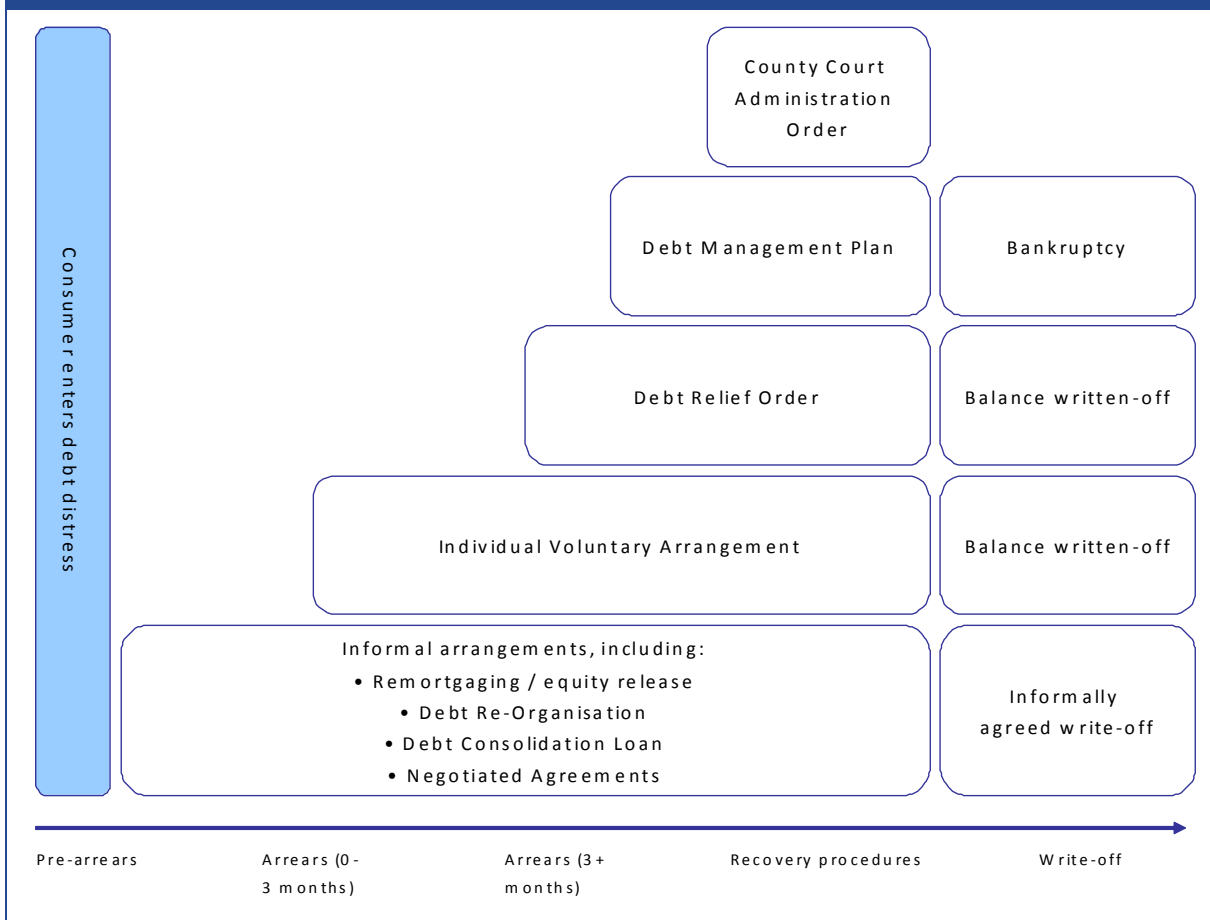 Consumer enters debt distress
County Court
Administration
Order
Debt Management Plan
Bankruptcy
Debt Relief Order
Balance written-off
Individual Voluntary Arrangement
Balance written-off
Informal arrangements, including:
• Remortgaging / equity release
• Debt Re-Organisation
• Debt Consolidation Loan
• Negotiated Agreements
Informally
agreed write-off
Pre-arrears
Arrears (0-
3 months)
Arrears (3+
months)
Recovery procedures
Write-off